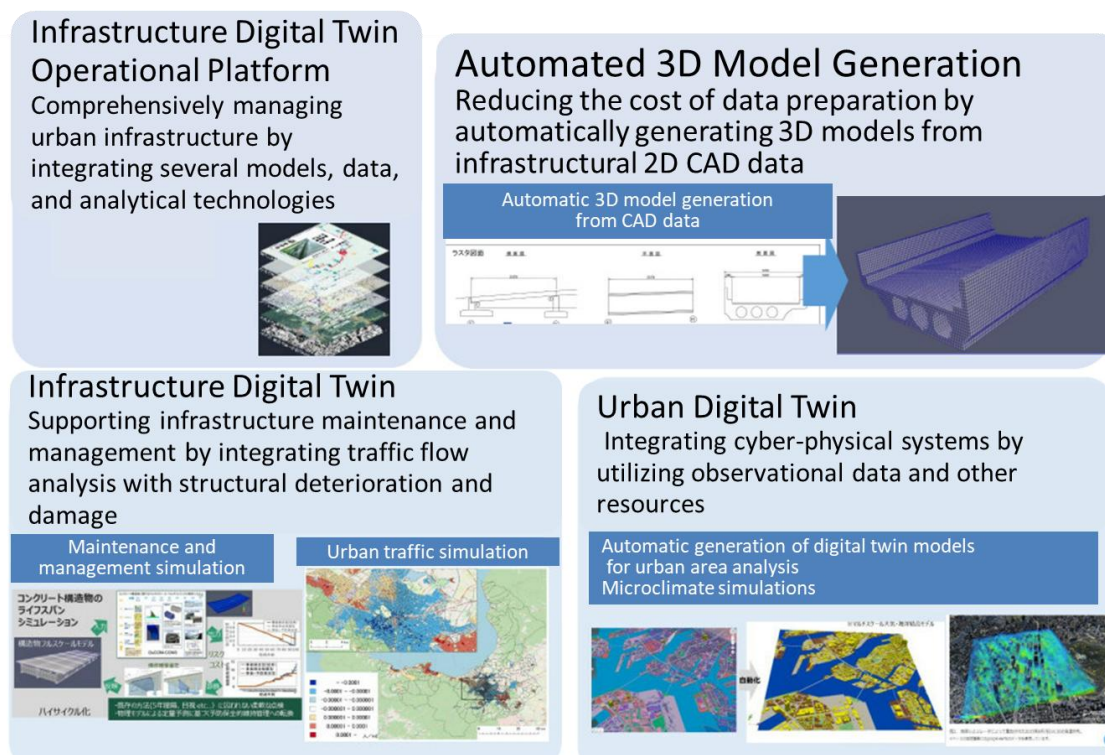 Infrastructure Digital Twin
Operational Platform
Comprehensively managing
urban infrastructure by
integrating several models, data,
and analytical technologies
Automated 3D Model Generation
Reducing the cost of data preparation by
automatically generating 3D models from
infrastructural 2D CAD data
Automatic 3D model generation
from CAD data
ラスタ図面
Infrastructure Digital Twin
Supporting infrastructure maintenance and
management by integrating traffic flow
analysis with structural deterioration and
damage
Maintenance and
management simulation
Urban traffic simulation
コンクリート構造物の
ライフスパン
シミュレーション
構造物フルスケールモデル
ハイサイクル化
Urban Digital Twin
Integrating cyber-physical systems by
utilizing observational data and other
resources
Automatic generation of digital twin models
for urban area analysis
Microclimate simulations
自動化